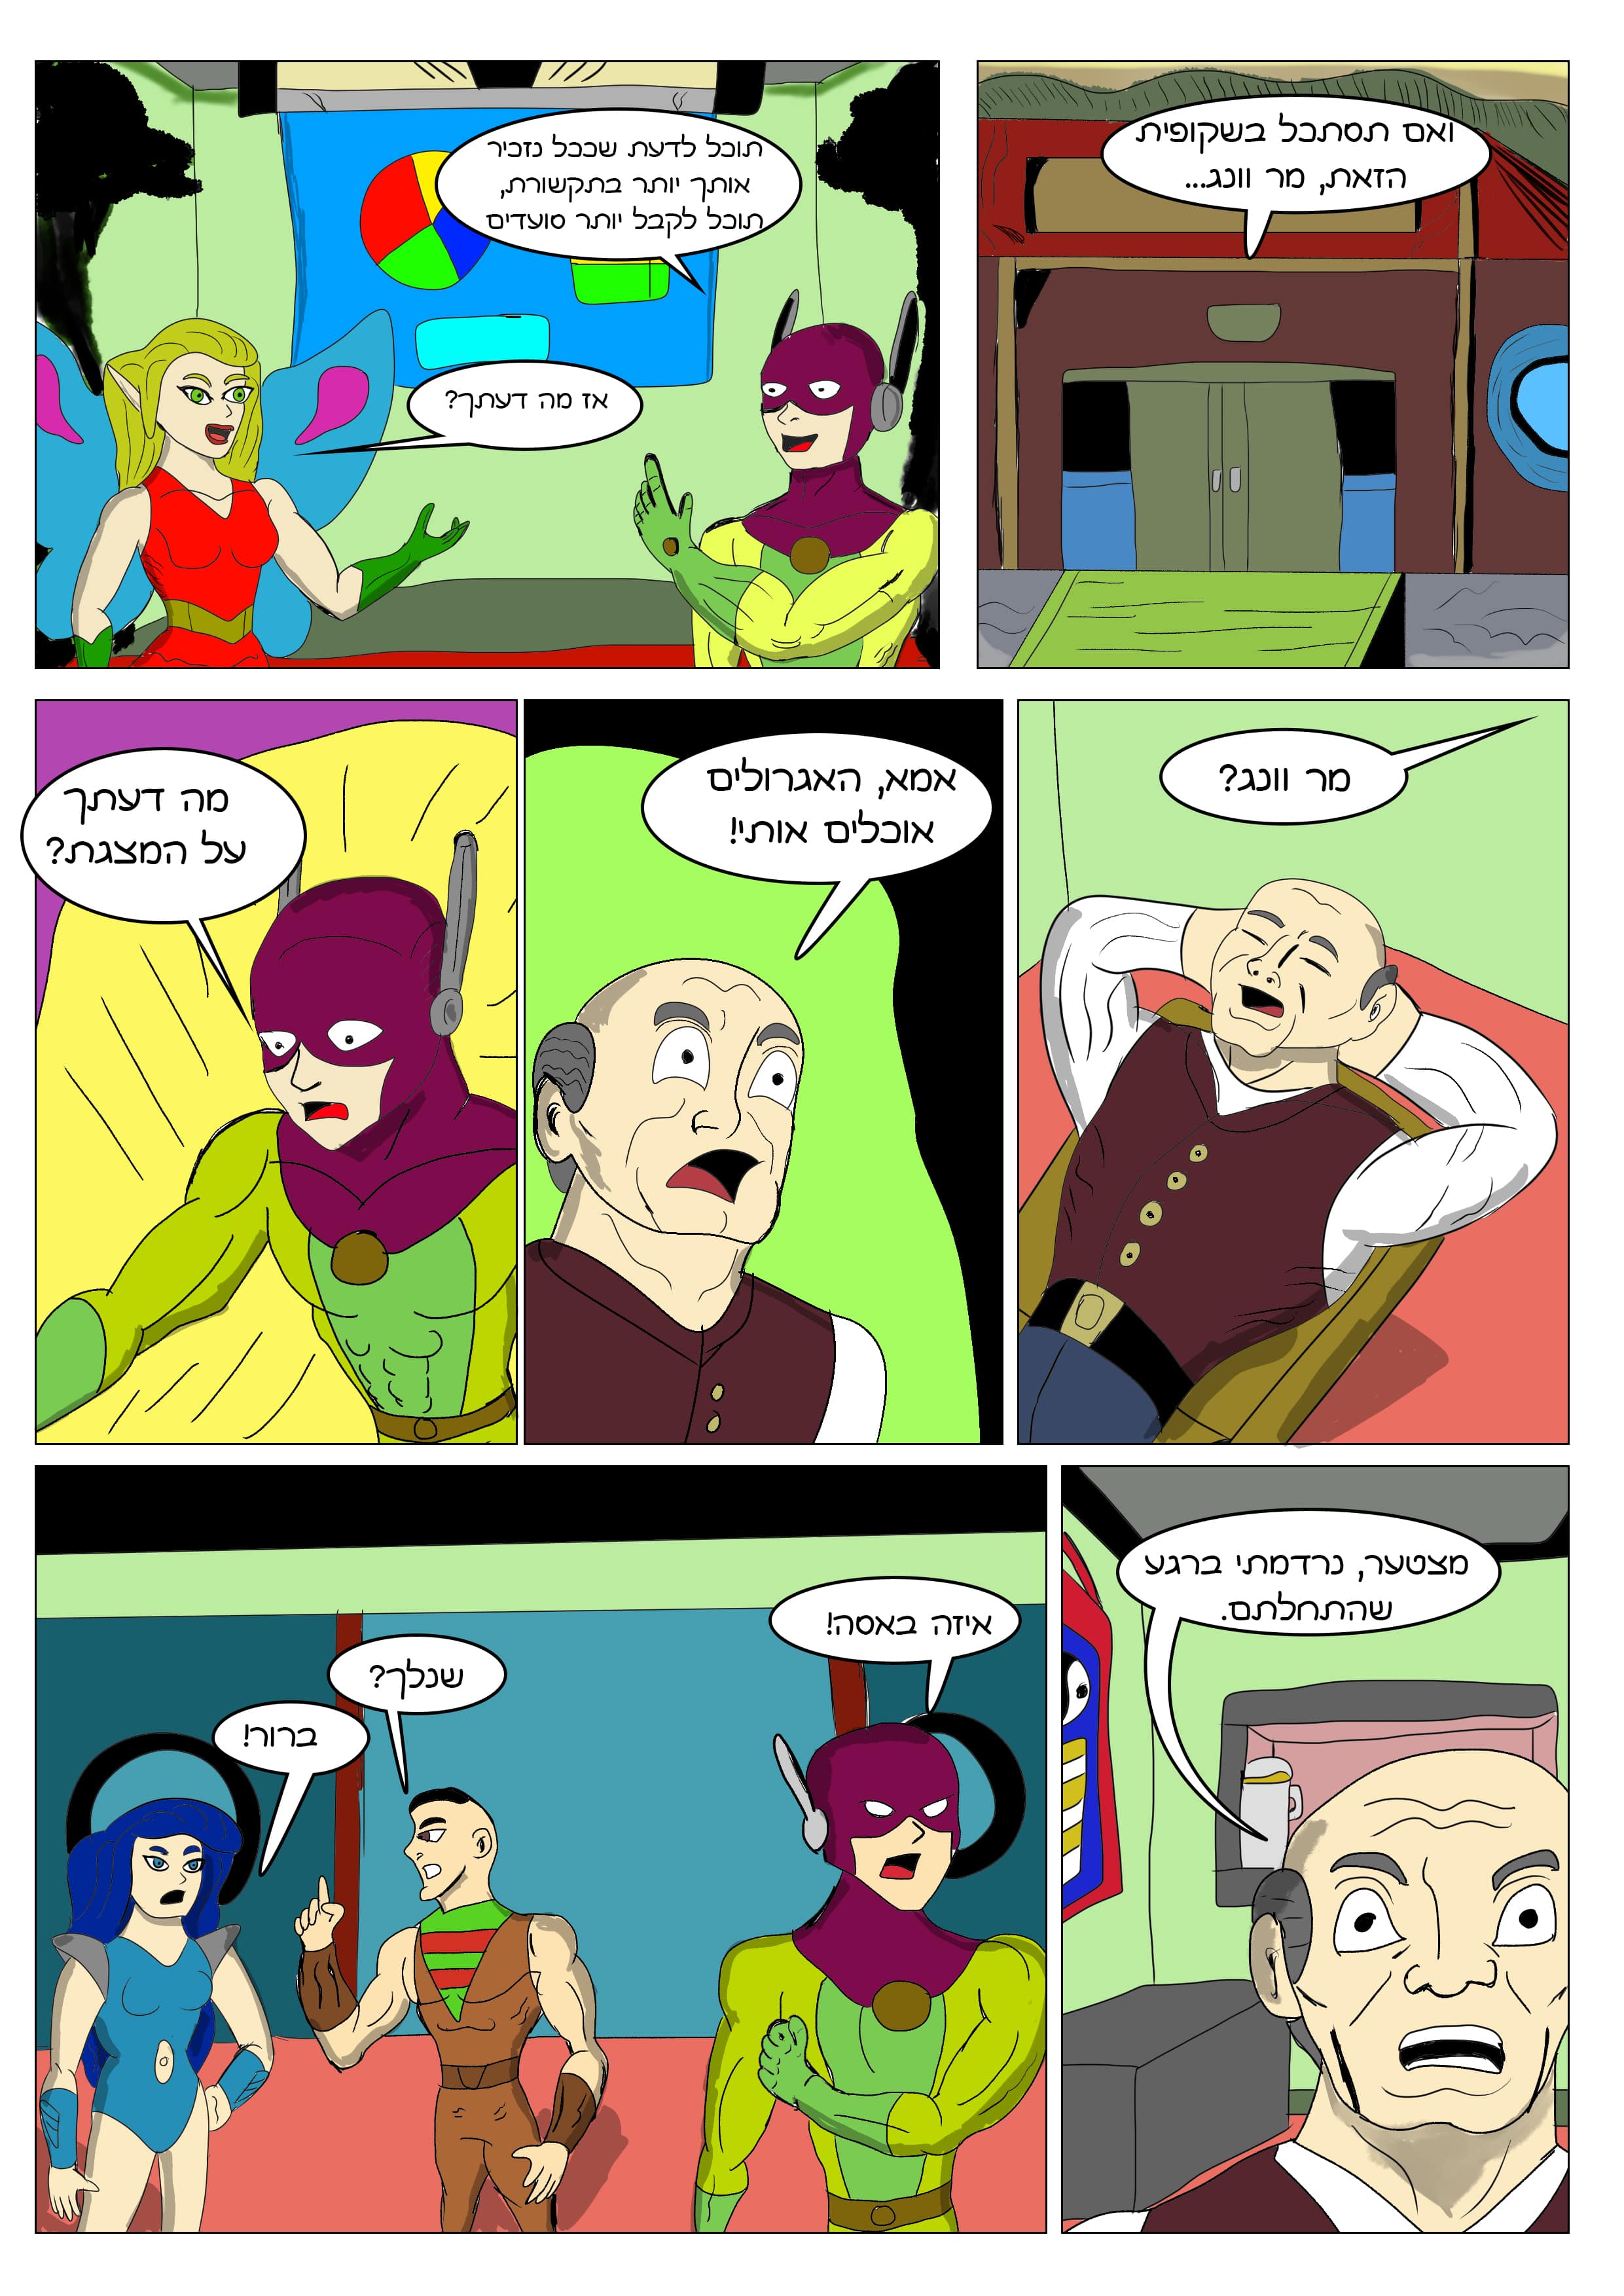 ואם תסתכל בשקופית
הזאת, מר וונג...
תוכל לדעת שככל נזכיר
אותך יותר בתקשורת,
תוכל לקבל יותר סועדים
אז מה דעתך?
מר וונג?
אמא, האגרולים
אוכלים אותי!
מה דעתך
על המצגת?
מצטער, נרדמתי ברגע
שהתחלתם.
איזה באסה!
שנלך?
ברור!